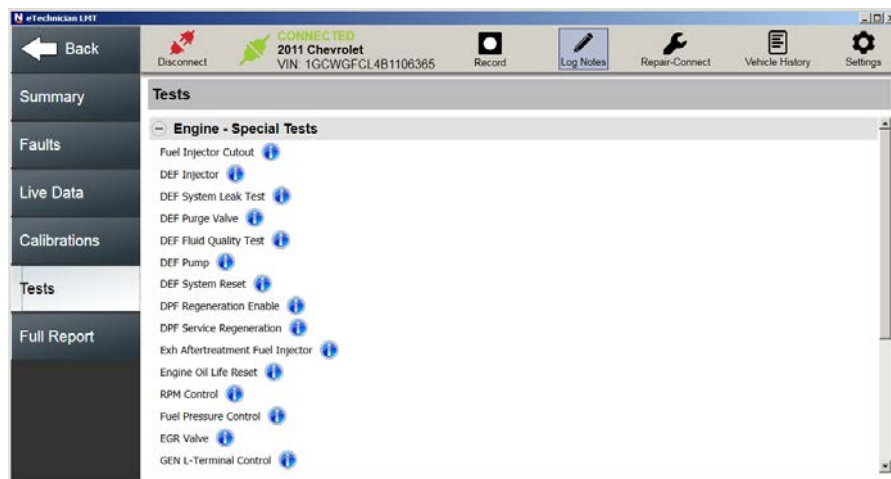 eTechnician LMT
Back
Disconnect
CONNECTED
2011 Chevrolet
VIN: 1GCWGFCL4B1106365
Record
Log Notes
Repair-Connect
Vehicle History
Settings
Summary
Faults
Live Data
Calibrations
Tests
Full Report
Tests
Engine - Special Tests
Fuel Injector Cutout
DEF Injector
DEF System Leak Test
DEF Purge Valve
DEF Fluid Quality Test
DEF Pump
DEF System Reset
DPF Regeneration Enable
DPF Service Regeneration
Exh Aftertreatment Fuel Injector
Engine Oil Life Reset
RPM Control
Fuel Pressure Control
EGR Valve
GEN L-Terminal Control